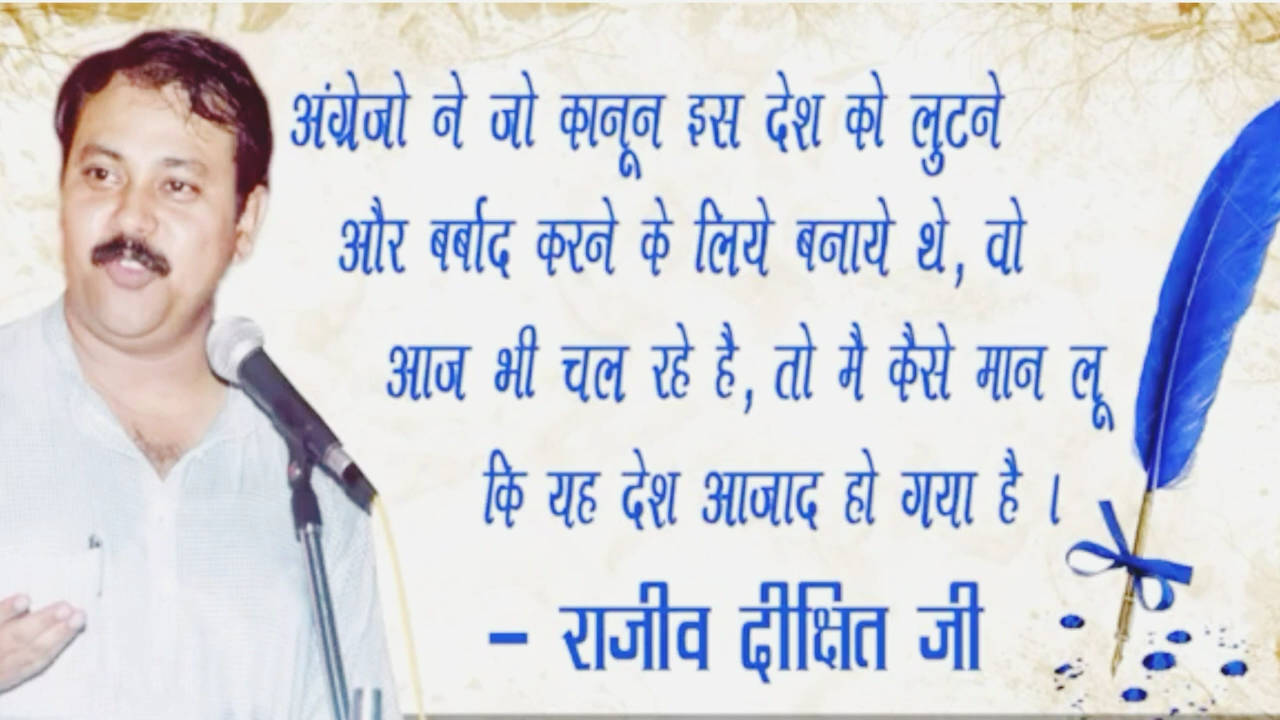 अंग्रेजो ने जो कानून इस देश को लुटने
और बर्बाद करने के लिये बनाये थे, वो
आज भी चल रहे है, तो मै कैसे मान लू
कि यह देश आजाद हो गया है ।
– राजीव दीक्षित जी